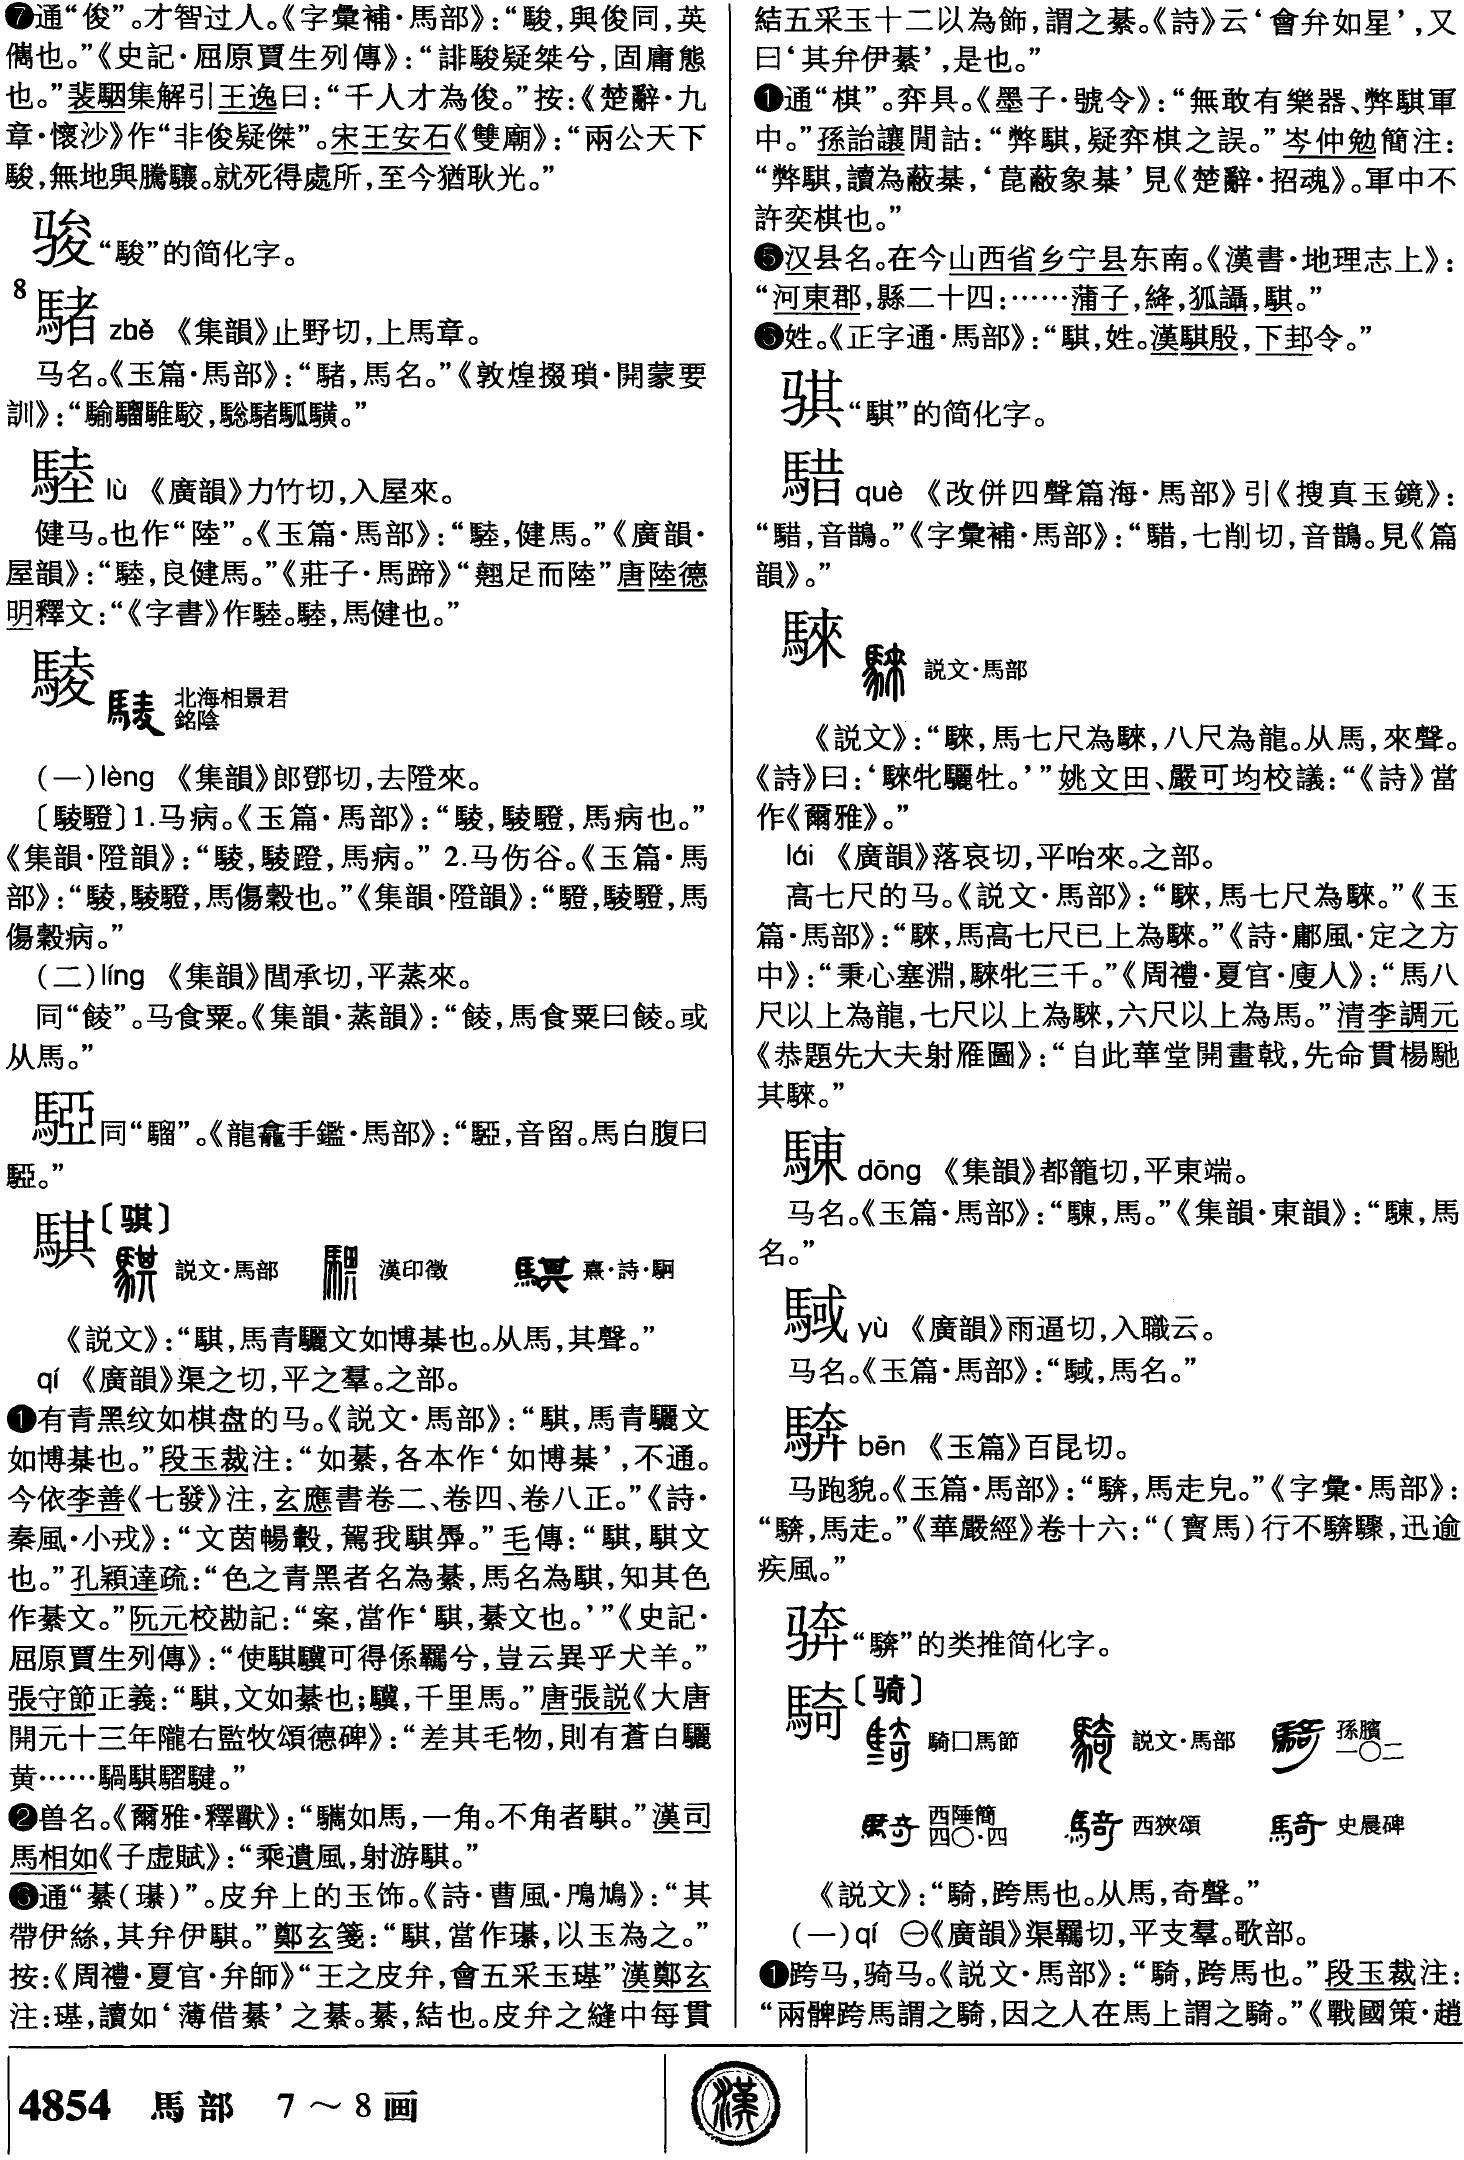 ❼通“俊”。才智过人。《字彙補·馬部》：“駿，與俊同，英
儁也。”《史記·屈原賈生列傳》：“誹駿疑桀兮，固庸態
也。”裴駰集解引王逸曰：“千人才為俊。”按：《楚辭·九
章·懷沙》作“非俊疑傑”。宋王安石《雙廟》：“兩公天下
駿，無地與騰驤。就死得處所，至今猶耿光。”
骏“駿”的简化字。
8
䮜 zhě 《集韻》止野切，上馬章。
马名。《玉篇·馬部》：“䮜，馬名。”《敦煌掇瑣·開蒙要
訓》：“騟騮騅駮，䮜。”
騄 lù 《廣韻》力竹切，入屋來。
健马。也作“陸”。《玉篇·馬部》：“䮚，健馬。”《廣韻·
屋韻》：“䮚，良健馬。”《莊子·馬蹄》“翹足而陸”唐陸德
明釋文：“《字書》作䮚。䮚，馬健也。”
䮚 北海相景君
銘陰
（一）lèng 《集韻》郎鄧切，去隥來。
〔䮚䮴〕1.马病。《玉篇·馬部》：“䮚，䮚䮴，馬病也。”
《集韻·隥韻》：“䮚，䮚蹬，馬病。” 2.马伤谷。《玉篇·馬
部》：“䮚，䮚䮴，馬傷穀也。”《集韻·隥韻》：“䮴，䮚䮴，馬
傷穀病。”
（二）líng 《集韻》閭承切，平蒸來。
同“餕”。马食粟。《集韻·蒸韻》：“餕，馬食粟曰餕。或
从馬。”
同“騮”。《龍龕手鑑·馬部》：“，音留。馬白腹曰
。”
騏〔骐〕
説文·馬部 漢印徵 熹·詩·駉
《説文》：“騏，馬青驪文如博棊也。从馬，其聲。”
qí 《廣韻》渠之切，平之羣。之部。
❶有青黑纹如棋盘的马。《説文·馬部》：“騏，馬青驪文
如博棊也。”段玉裁注：“如綦，各本作‘如博棊’，不通。
今依李善《七發》注，玄應書卷二、卷四、卷八正。”《詩·
秦風·小戎》：“文茵暢轂，駕我騏馵。”毛傳：“騏，騏文
也。”孔穎達疏：“色之青黑者名為綦，馬名為騏，知其色
作綦文。”阮元校勘記：“案，當作‘騏，綦文也。’”《史記·
屈原賈生列傳》：“使騏驥可得係羈兮，豈云異乎犬羊。”
張守節正義：“騏，文如綦也；驥，千里馬。”唐張説《大唐
開元十三年隴右監牧頌德碑》：“差其毛物，則有蒼白驪
黄……騧騏騽騝。”
❷兽名。《爾雅·釋獸》：“驨如馬，一角。不角者騏。”漢司
馬相如《子虚賦》：“乘遺風，射游騏。”
❸通“綦（璂）”。皮弁上的玉饰。《詩·曹風·鳲鳩》：“其
帶伊絲，其弁伊騏。”鄭玄箋：“騏，當作璂，以玉為之。”
按：《周禮·夏官·弁師》“王之皮弁，會五采玉璂”漢鄭玄
注：璂，讀如‘薄借綦’之綦。綦，結也。皮弁之縫中每貫
結五采玉十二以為飾，謂之綦。《詩》云‘會弁如星’，又
曰‘其弁伊綦’，是也。”
❶通“棋”。弈具。《墨子·號令》：“無敢有樂器、弊騏軍
中。”孫詒讓閒詁：“弊騏，疑弈棋之誤。”岑仲勉簡注：
“弊騏，讀為蔽棊，‘菎蔽象棊’見《楚辭·招魂》。軍中不
許奕棋也。”
❺汉县名。在今山西省乡宁县东南。《漢書·地理志上》：
“河東郡，縣二十四：……蒲子，絳，狐讘，騏。”
❻姓。《正字通·馬部》：“騏，姓。漢騏殷，下邽令。”
骐“騏”的简化字。
䮞 què 《改併四聲篇海·馬部》引《搜真玉鏡》：
“䮞，音鵲。”《字彙補·馬部》：“䮞，七削切，音鵲。見《篇
韻》。”
騋 説文·馬部
《説文》：“騋，馬七尺為騋，八尺為龍。从馬，來聲。
《詩》曰：‘騋牝驪牡。’”姚文田、嚴可均校議：“《詩》當
作《爾雅》。”
lái 《廣韻》落哀切，平咍來。之部。
高七尺的马。《説文·馬部》：“騋，馬七尺為騋。”《玉
篇·馬部》：“騋，馬高七尺已上為騋。”《詩·鄘風·定之方
中》：“秉心塞淵，騋牝三千。”《周禮·夏官·廋人》：“馬八
尺以上為龍，七尺以上為騋，六尺以上為馬。”清李調元
《恭題先大夫射雁圖》：“自此華堂開畫戟，先命貫楊馳
其騋。”
䮤 dōng 《集韻》都籠切，平東端。
马名。《玉篇·馬部》：“䮤，馬。”《集韻·東韻》：“䮤，馬
名。”
䮙 yù 《廣韻》雨逼切，入職云。
马名。《玉篇·馬部》：“䮙，馬名。”
騯 bēn 《玉篇》百昆切。
马跑貌。《玉篇·馬部》：“，馬走皃。”《字彙·馬部》：
“，馬走。”《華嚴經》卷十六：“（寶馬）行不驟，迅逾
疾風。”
“”的类推简化字。
騎〔骑〕
騎囗馬節 説文·馬部 孫臏
一〇二
西陲簡
四〇·四 西狹頌 史晨碑
《説文》：“騎，跨馬也。从馬，奇聲。”
（一）qí ㊀《廣韻》渠羈切，平支羣。歌部。
❶跨马，骑马。《説文·馬部》：“騎，跨馬也。”段玉裁注：
“兩髀跨馬謂之騎，因之人在馬上謂之騎。”《戰國策·趙
4854 馬部 7～8画
漢